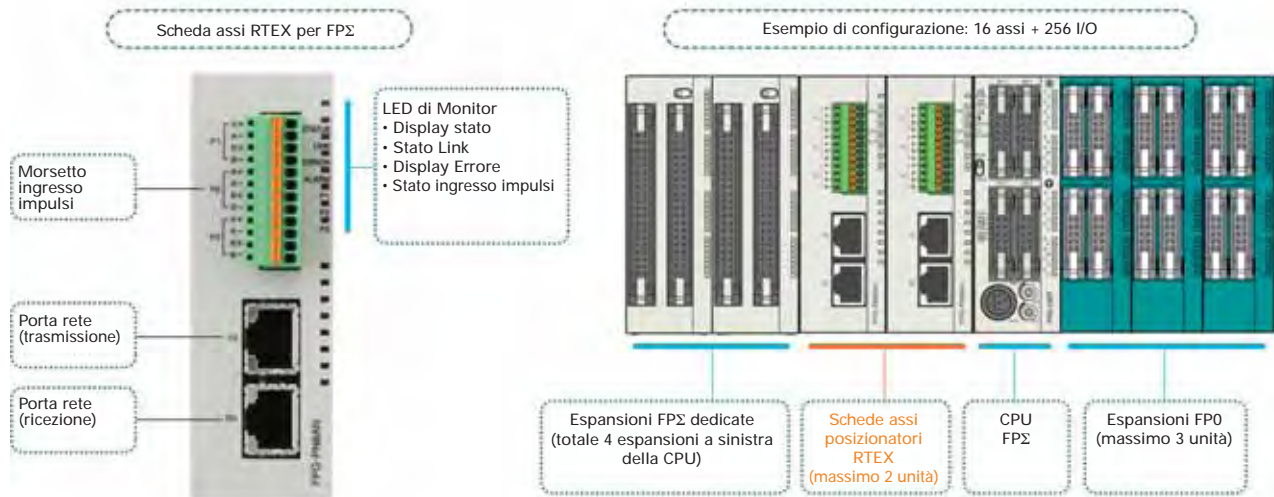 Scheda assi RTEX per FPΣ
Esempio di configurazione: 16 assi + 256 I/O
LED di Monitor
• Display stato
• Stato Link
• Display Errore
• Stato ingresso impulsi
Morsetto
ingresso
impulsi
Porta rete
(trasmissione)
Porta rete
(ricezione)
Espansioni FPΣ dedicate
(totale 4 espansioni a sinistra
della CPU)
Schede assi
posizionatori
RTEX
(massimo 2 unità)
CPU
FPΣ
Espansioni FP0
(massimo 3 unità)